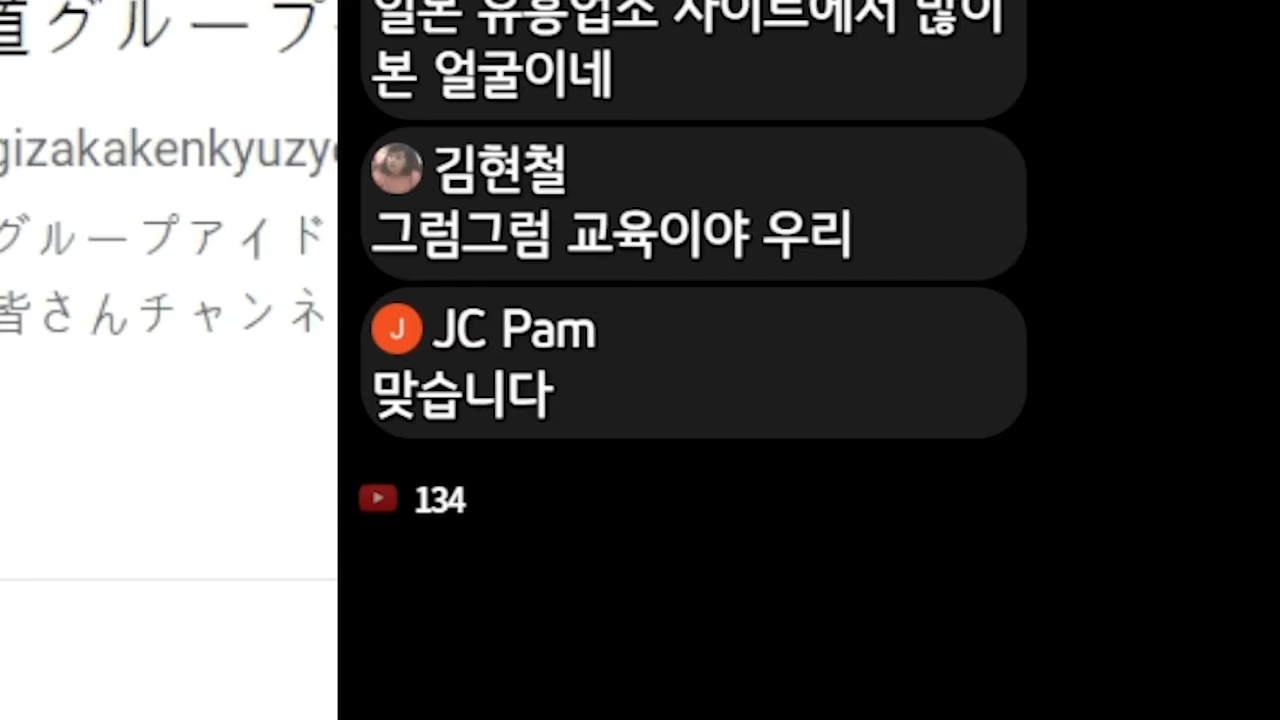 道グループ
gizakakenkyuzy
グループアイド
皆さんチャンネ
일본 유흥업소 사이트에서 많이
본 얼굴이네
김현철
그럼그럼 교육이야 우리
J JC Pam
맞습니다
134